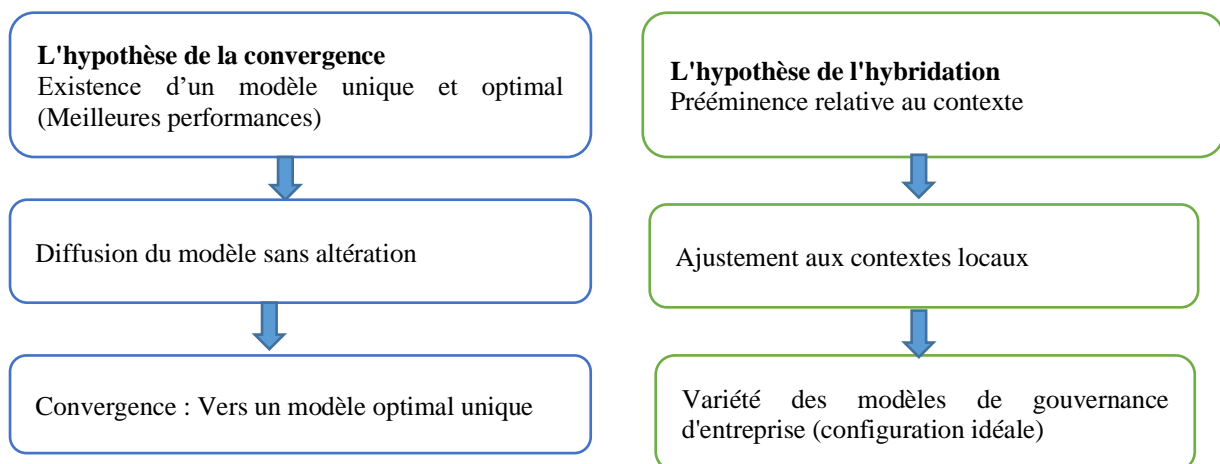 L'hypothèse de la convergence
Existence d’un modèle unique et optimal
(Meilleures performances)
Diffusion du modèle sans altération
Convergence : Vers un modèle optimal unique
L'hypothèse de l'hybridation
Prééminence relative au contexte
Ajustement aux contextes locaux
Variété des modèles de gouvernance
d'entreprise (configuration idéale)